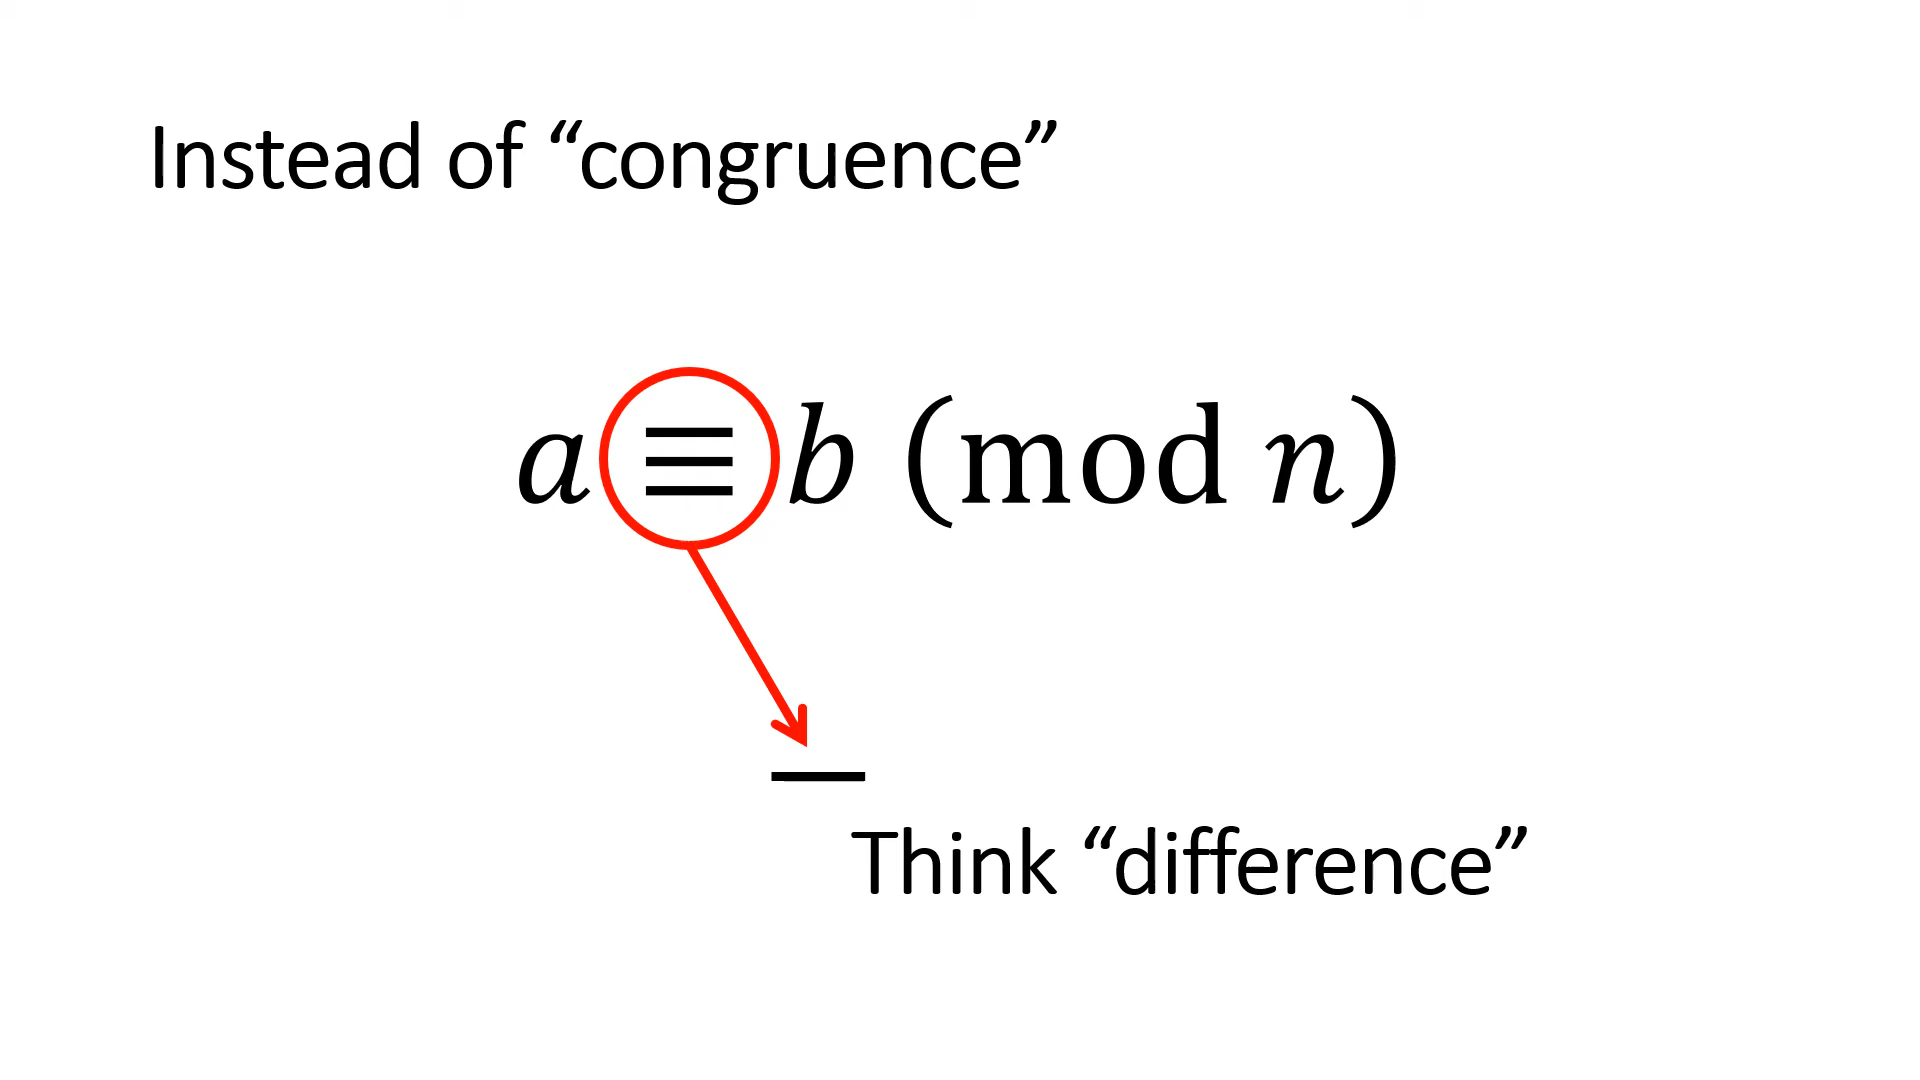 Instead of “congruence”
a ≡ b (mod n)
−
Think “difference”